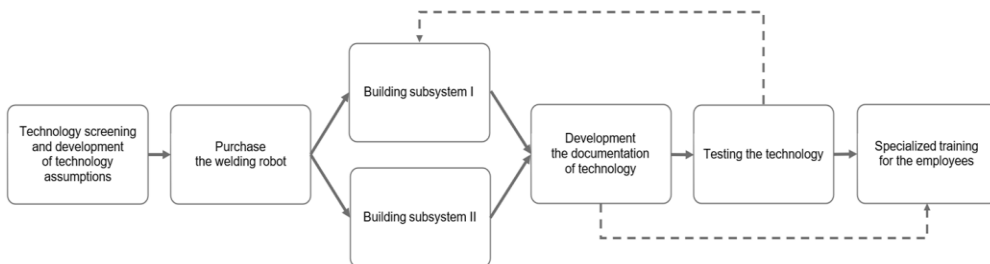 Technology screening
and development
of technology
assumptions
Purchase
the welding robot
Building subsystem I
Building subsystem II
Development
the documentation
of technology
Testing the technology
Specialized training
for the employees